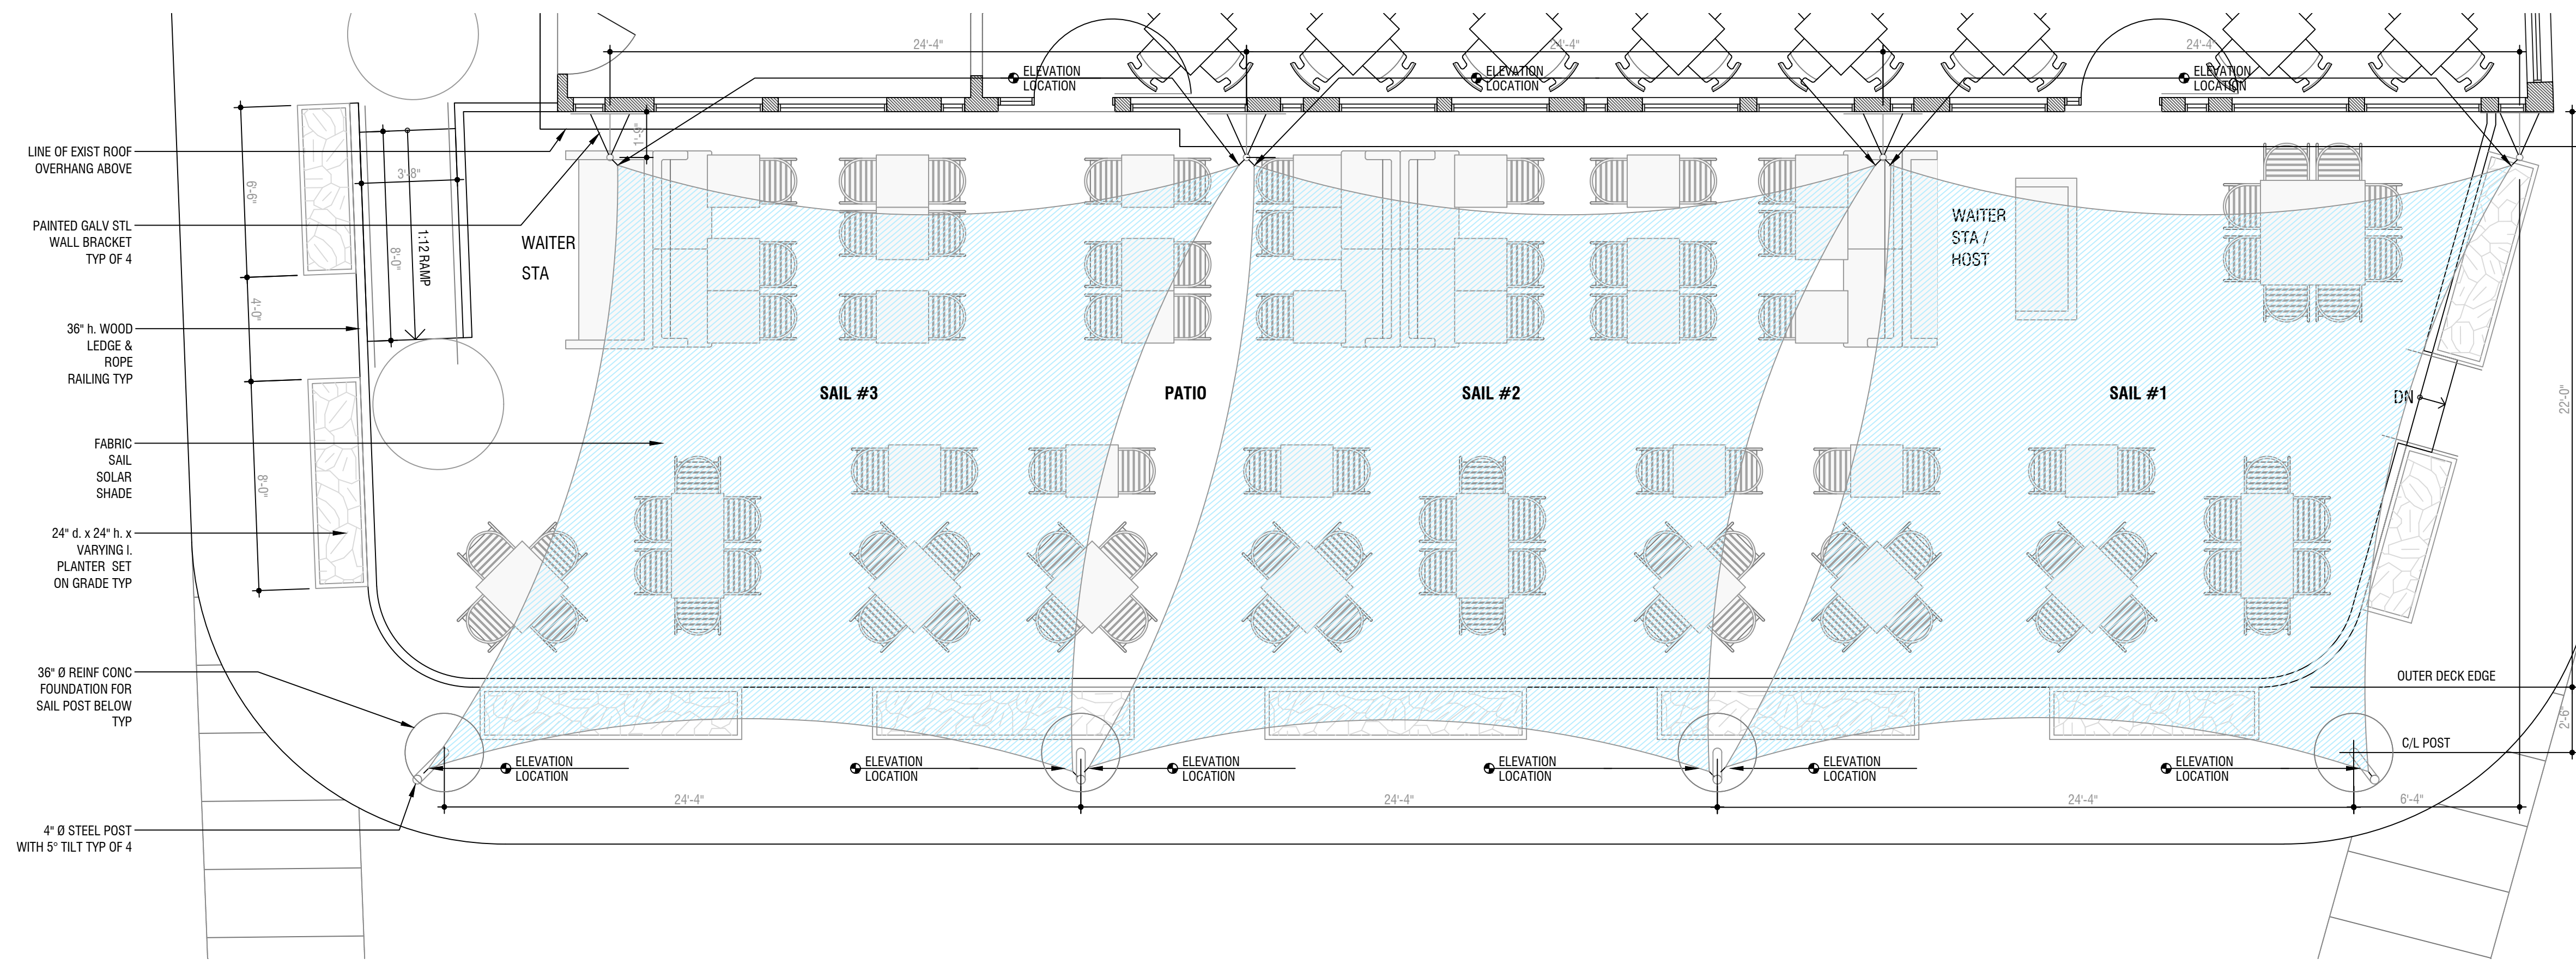 24'-4"
24'-4"
24'-4"
ELEVATION
LOCATION
ELEVATION
LOCATION
ELEVATION
LOCATION
LINE OF EXIST ROOF
OVERHANG ABOVE
1'-9"
3'-8"
6'-6"
PAINTED GALV STL
WALL BRACKET
TYP OF 4
1:12 RAMP
8'-0"
WAITER
STA
WAITER
STA /
HOST
4'-0"
36" h. WOOD
LEDGE &
ROPE
RAILING TYP
SAIL #3
PATIO
SAIL #2
SAIL #1
DN
22'-0"
FABRIC
SAIL
SOLAR
SHADE
8'-0"
24" d. x 24" h. x
VARYING l.
PLANTER SET
ON GRADE TYP
36" Ø REINF CONC
FOUNDATION FOR
SAIL POST BELOW
TYP
OUTER DECK EDGE
2'-6"
C/L POST
ELEVATION
LOCATION
ELEVATION
LOCATION
ELEVATION
LOCATION
ELEVATION
LOCATION
ELEVATION
LOCATION
ELEVATION
LOCATION
24'-4"
24'-4"
24'-4"
6'-4"
4" Ø STEEL POST
WITH 5° TILT TYP OF 4